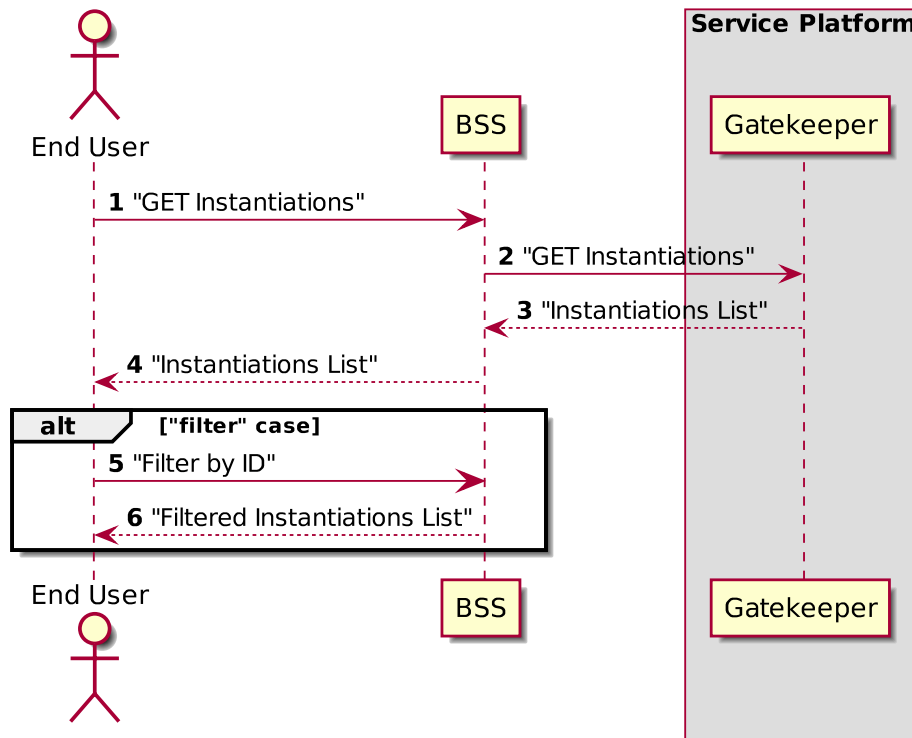 Service Platform
End User
BSS
Gatekeeper
1 "GET Instantiations"
2 "GET Instantiations"
3 "Instantiations List"
4 "Instantiations List"
alt ["filter" case]
5 "Filter by ID"
6 "Filtered Instantiations List"
End User
BSS
Gatekeeper